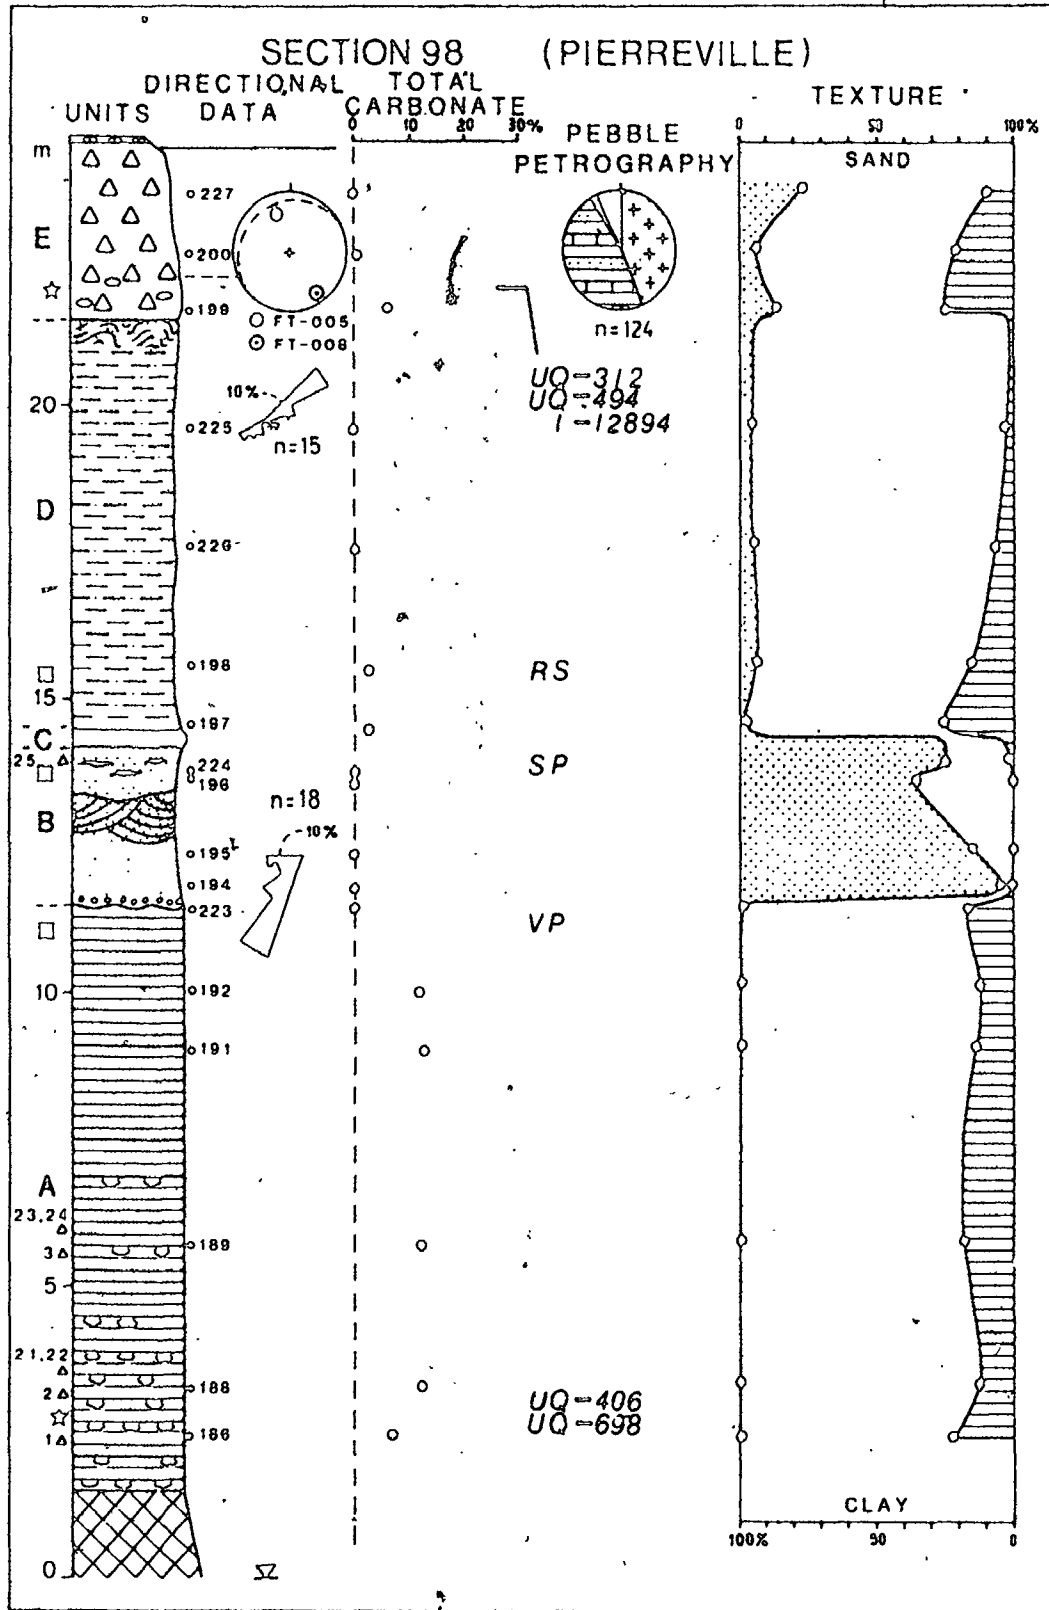 SECTION 98 (PIERREVILLE)
UNITS
DIRECTIONAL
DATA
TOTAL
CARBONATE
0 10 20 30%
PEBBLE
PETROGRAPHY
TEXTURE
0 50 100%
SAND
m
227
E
200
199
FT-005
FT-008
n=124
UQ-312
UQ-494
I-12894
10%
20
225
n=15
D
226
198
RS
15
197
C
25
224
196
SP
n=18
B
10%
195
194
223
VP
10
192
191
A
23,24
3
189
5
21,22
2
188
UQ-406
UQ-698
1
186
CLAY
100% 50 0
0